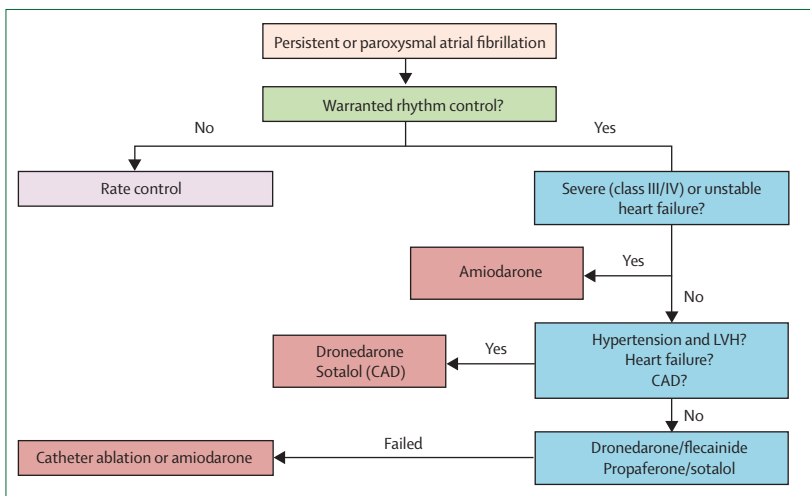 Persistent or paroxysmal atrial fibrillation
Warranted rhythm control?
No
Yes
Rate control
Severe (class III/IV) or unstable
heart failure?
Amiodarone
Yes
No
Dronedarone
Sotalol (CAD)
Yes
Hypertension and LVH?
Heart failure?
CAD?
No
Catheter ablation or amiodarone
Failed
Dronedarone/flecainide
Propaferone/sotalol